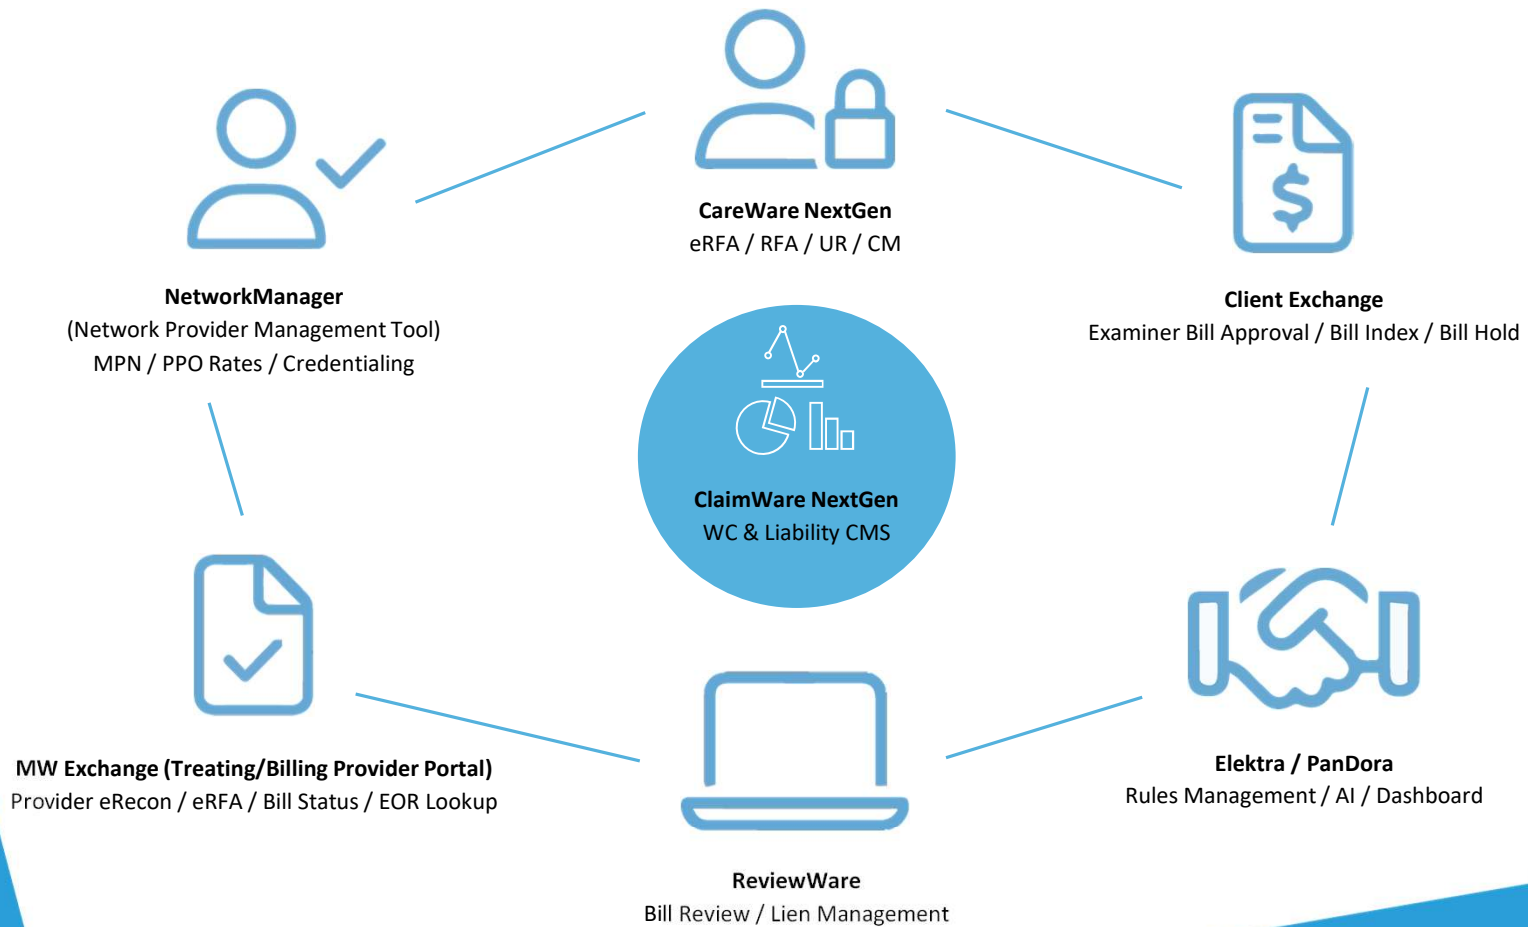 CareWare NextGen
eRFA / RFA / UR / CM
NetworkManager
(Network Provider Management Tool)
MPN / PPO Rates / Credentialing
$
Client Exchange
Examiner Bill Approval / Bill Index / Bill Hold
ClaimWare NextGen
WC & Liability CMS
MW Exchange (Treating/Billing Provider Portal)
Provider eRecon / eRFA / Bill Status / EOR Lookup
Elektra / PanDora
Rules Management / AI / Dashboard
ReviewWare
Bill Review / Lien Management